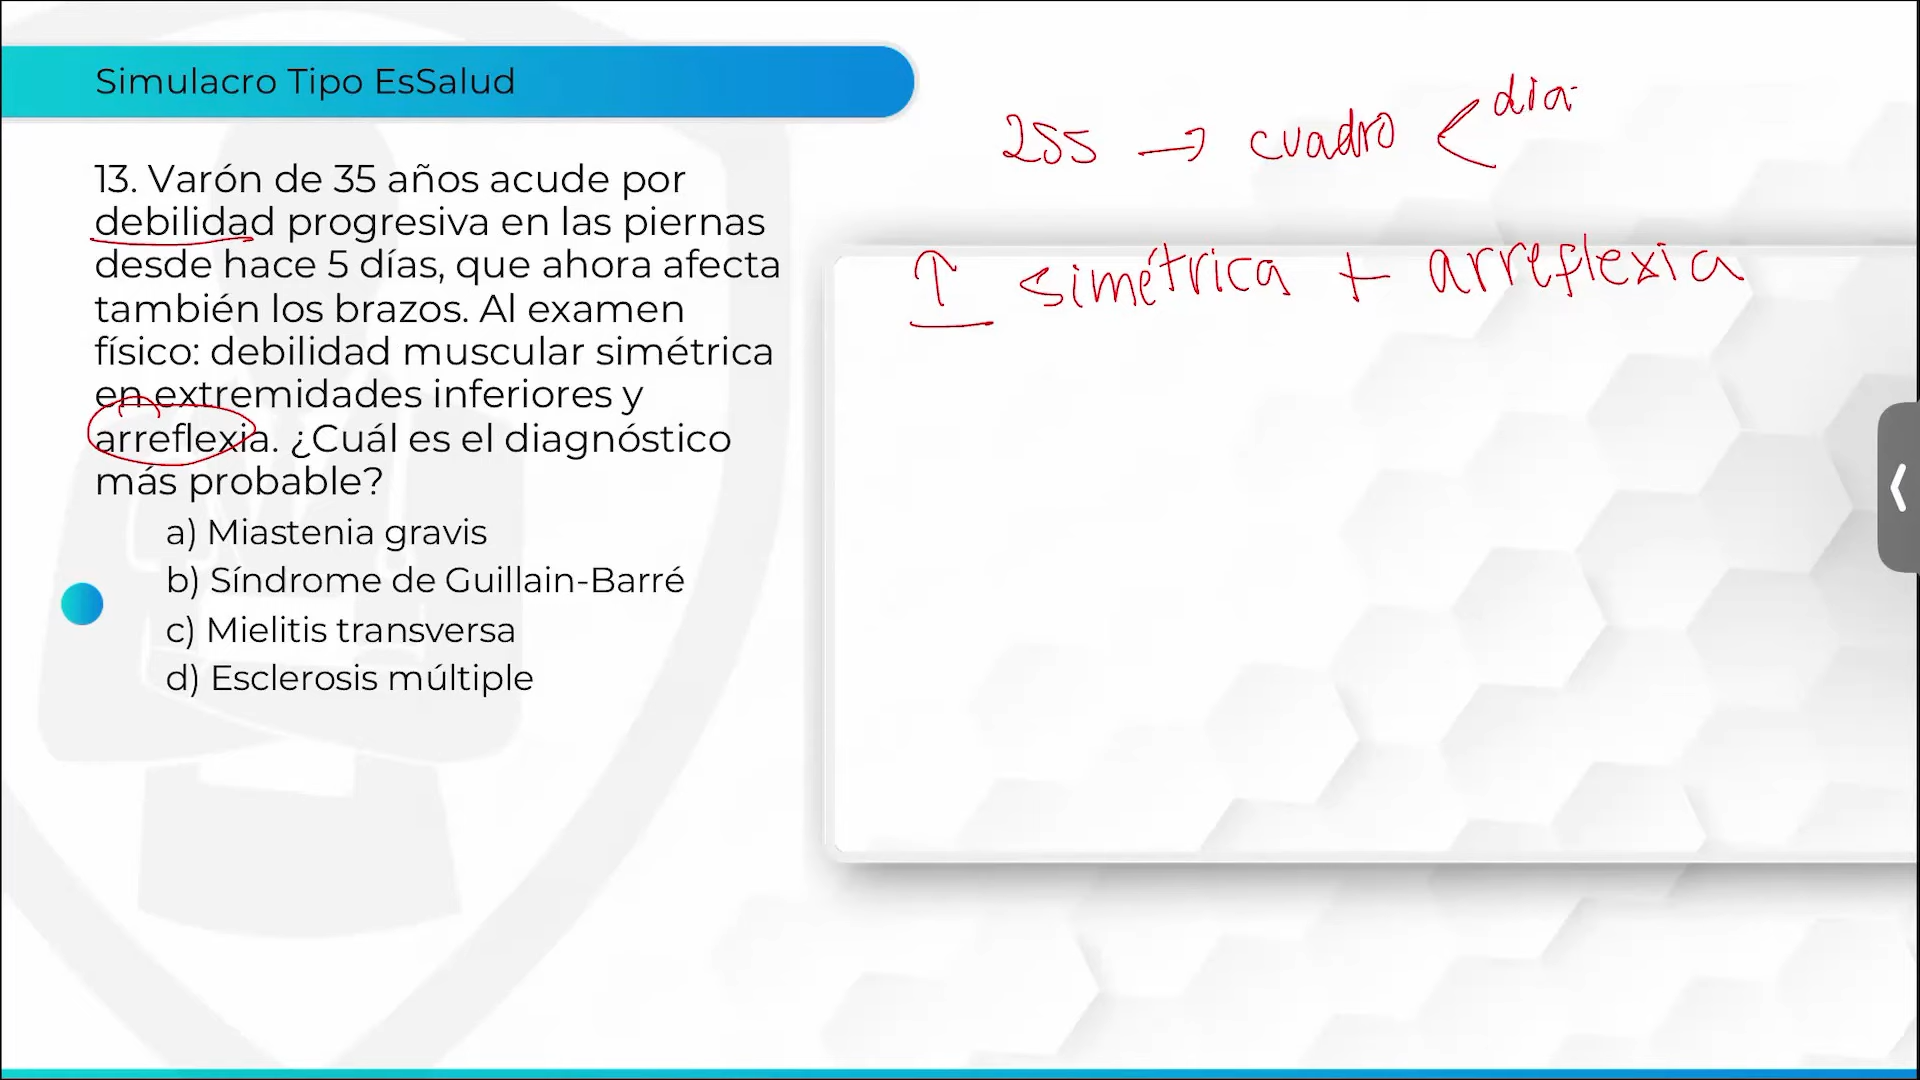 Simulacro Tipo EsSalud
13. Varón de 35 años acude por
debilidad progresiva en las piernas
desde hace 5 días, que ahora afecta
también los brazos. Al examen
físico: debilidad muscular simétrica
en extremidades inferiores y
arreflexia. ¿Cuál es el diagnóstico
más probable?
a) Miastenia gravis
b) Síndrome de Guillain-Barré
c) Mielitis transversa
d) Esclerosis múltiple
255 → cuadro < dia
↑ simétrica + arreflexia